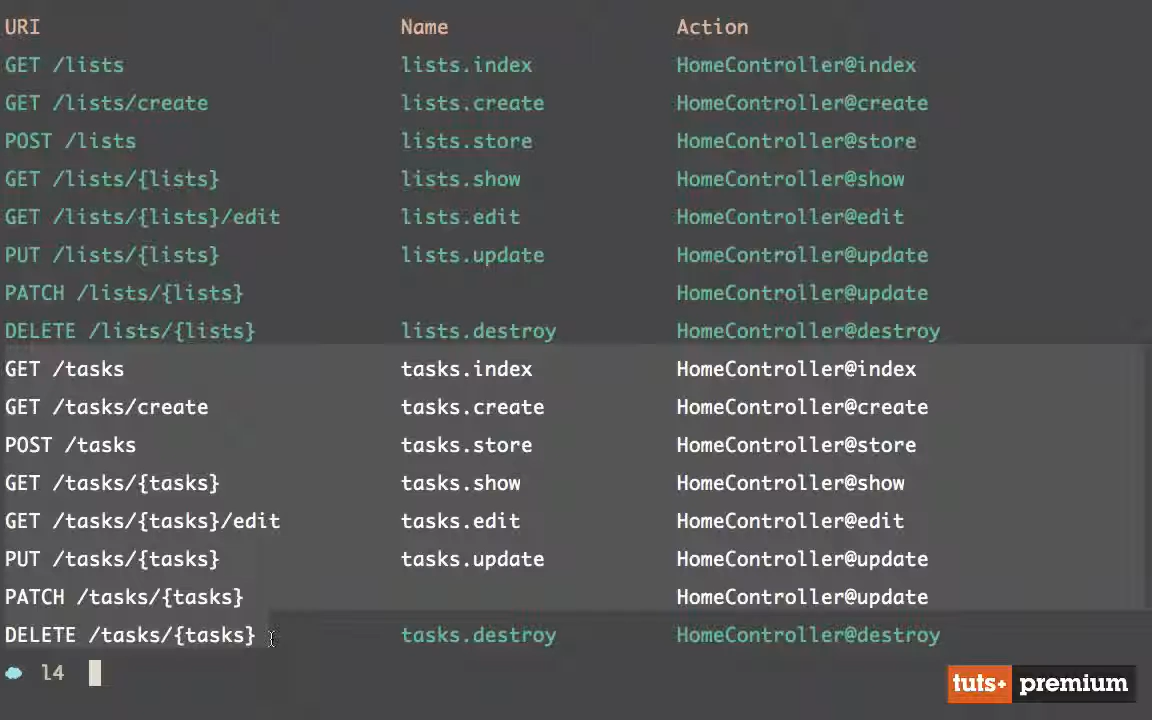 URI Name Action
GET /lists lists.index HomeController@index
GET /lists/create lists.create HomeController@create
POST /lists lists.store HomeController@store
GET /lists/{lists} lists.show HomeController@show
GET /lists/{lists}/edit lists.edit HomeController@edit
PUT /lists/{lists} lists.update HomeController@update
PATCH /lists/{lists} HomeController@update
DELETE /lists/{lists} lists.destroy HomeController@destroy
GET /tasks tasks.index HomeController@index
GET /tasks/create tasks.create HomeController@create
POST /tasks tasks.store HomeController@store
GET /tasks/{tasks} tasks.show HomeController@show
GET /tasks/{tasks}/edit tasks.edit HomeController@edit
PUT /tasks/{tasks} tasks.update HomeController@update
PATCH /tasks/{tasks} HomeController@update
DELETE /tasks/{tasks} tasks.destroy HomeController@destroy
l4
tuts+ premium